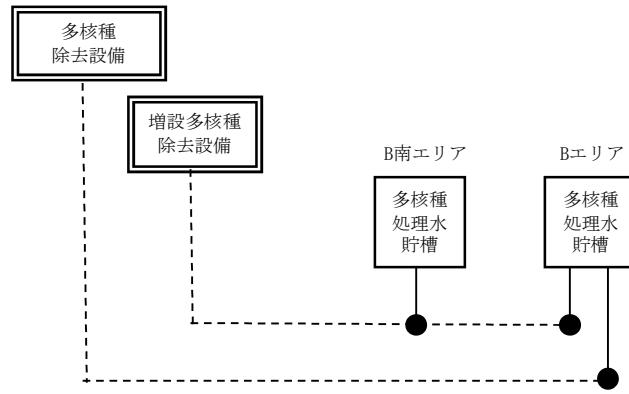 多核種
除去設備
増設多核種
除去設備
B南エリア
多核種
処理水
貯槽
Bエリア
多核種
処理水
貯槽